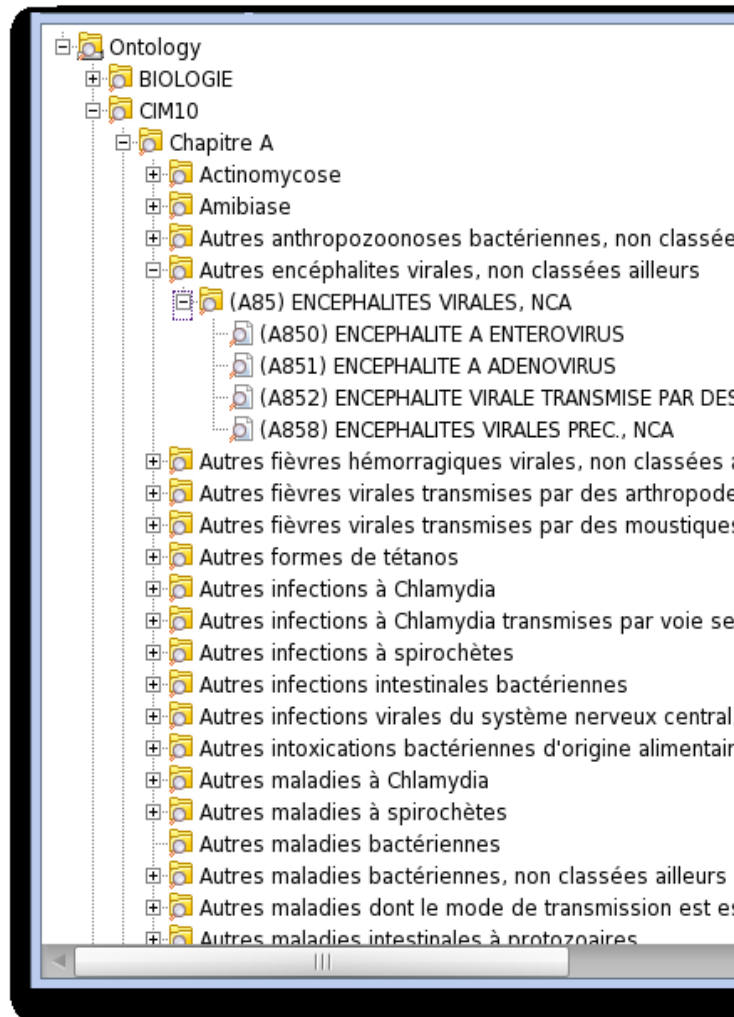 Ontology
BIOLOGIE
CIM10
Chapitre A
Actinomycose
Amibiase
Autres anthropozoonoses bactériennes, non classée
Autres encéphalites virales, non classées ailleurs
(A85) ENCEPHALITES VIRALES, NCA
(A850) ENCEPHALITE A ENTEROVIRUS
(A851) ENCEPHALITE A ADENOVIRUS
(A852) ENCEPHALITE VIRALE TRANSMISE PAR DES
(A858) ENCEPHALITES VIRALES PREC., NCA
Autres fièvres hémorragiques virales, non classées a
Autres fièvres virales transmises par des arthropode
Autres fièvres virales transmises par des moustiques
Autres formes de tétanos
Autres infections à Chlamydia
Autres infections à Chlamydia transmises par voie se
Autres infections à spirochètes
Autres infections intestinales bactériennes
Autres infections virales du système nerveux central
Autres intoxications bactériennes d'origine alimentair
Autres maladies à Chlamydia
Autres maladies à spirochètes
Autres maladies bactériennes
Autres maladies bactériennes, non classées ailleurs
Autres maladies dont le mode de transmission est es
Autres maladies intestinales à protozoaires